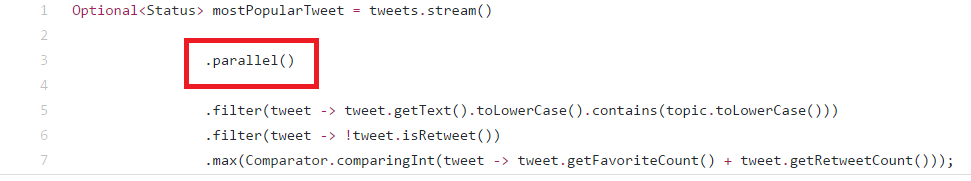 1 Optional<Status> mostPopularTweet = tweets.stream()
2
3 .parallel()
4
5 .filter(tweet -> tweet.getText().toLowerCase().contains(topic.toLowerCase()))
6 .filter(tweet -> !tweet.isRetweet())
7 .max(Comparator.comparingInt(tweet -> tweet.getFavoriteCount() + tweet.getRetweetCount()));